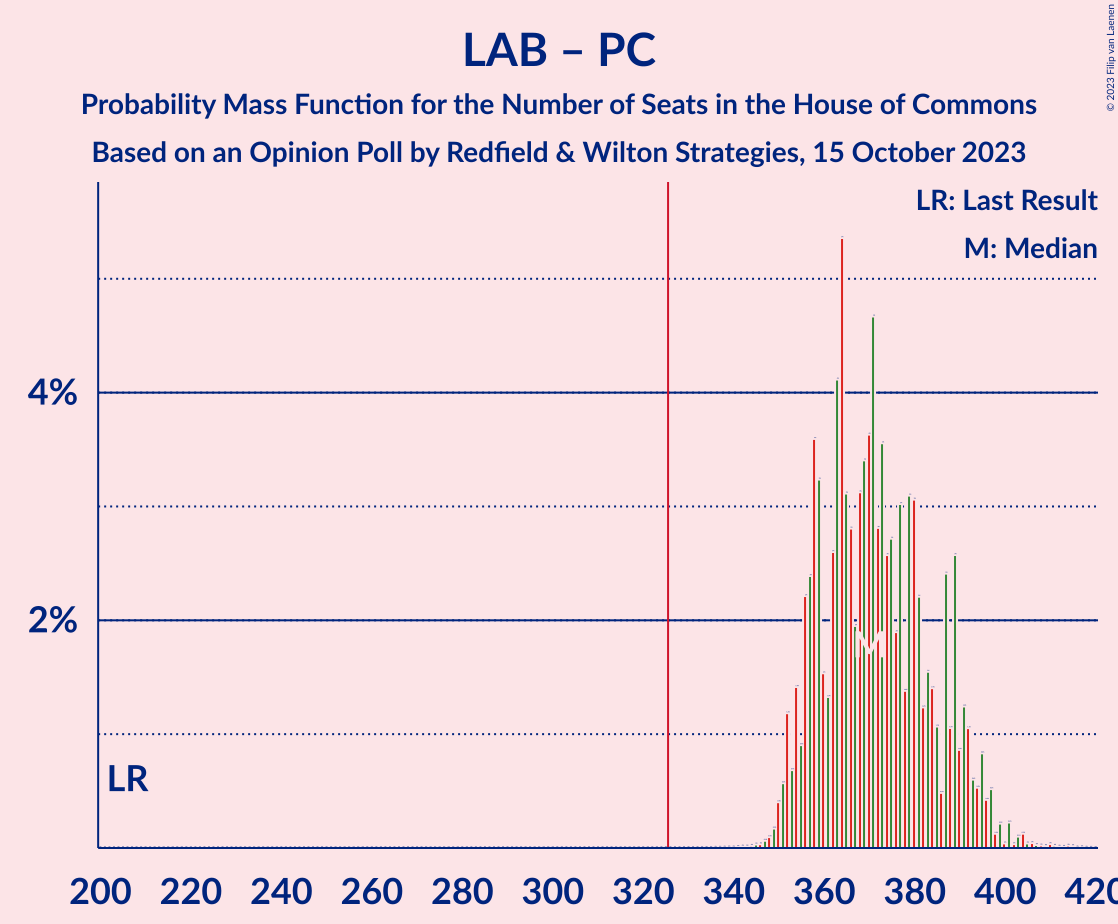 LAB – PC
Probability Mass Function for the Number of Seats in the House of Commons
Based on an Opinion Poll by Redfield & Wilton Strategies, 15 October 2023
© 2023 Filip van Laenen
LR: Last Result
M: Median
4%
2%
LR
M
200 220 240 260 280 300 320 340 360 380 400 420